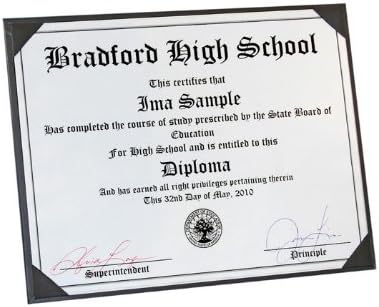 Bradford High School
This certifies that
Ima Sample
Has completed the course of study prescribed by the State Board of
Education
For High School and is entitled to this
Diploma
And has earned all right privileges pertaining therein
This 32nd Day of May, 2010
Superintendent
Principle